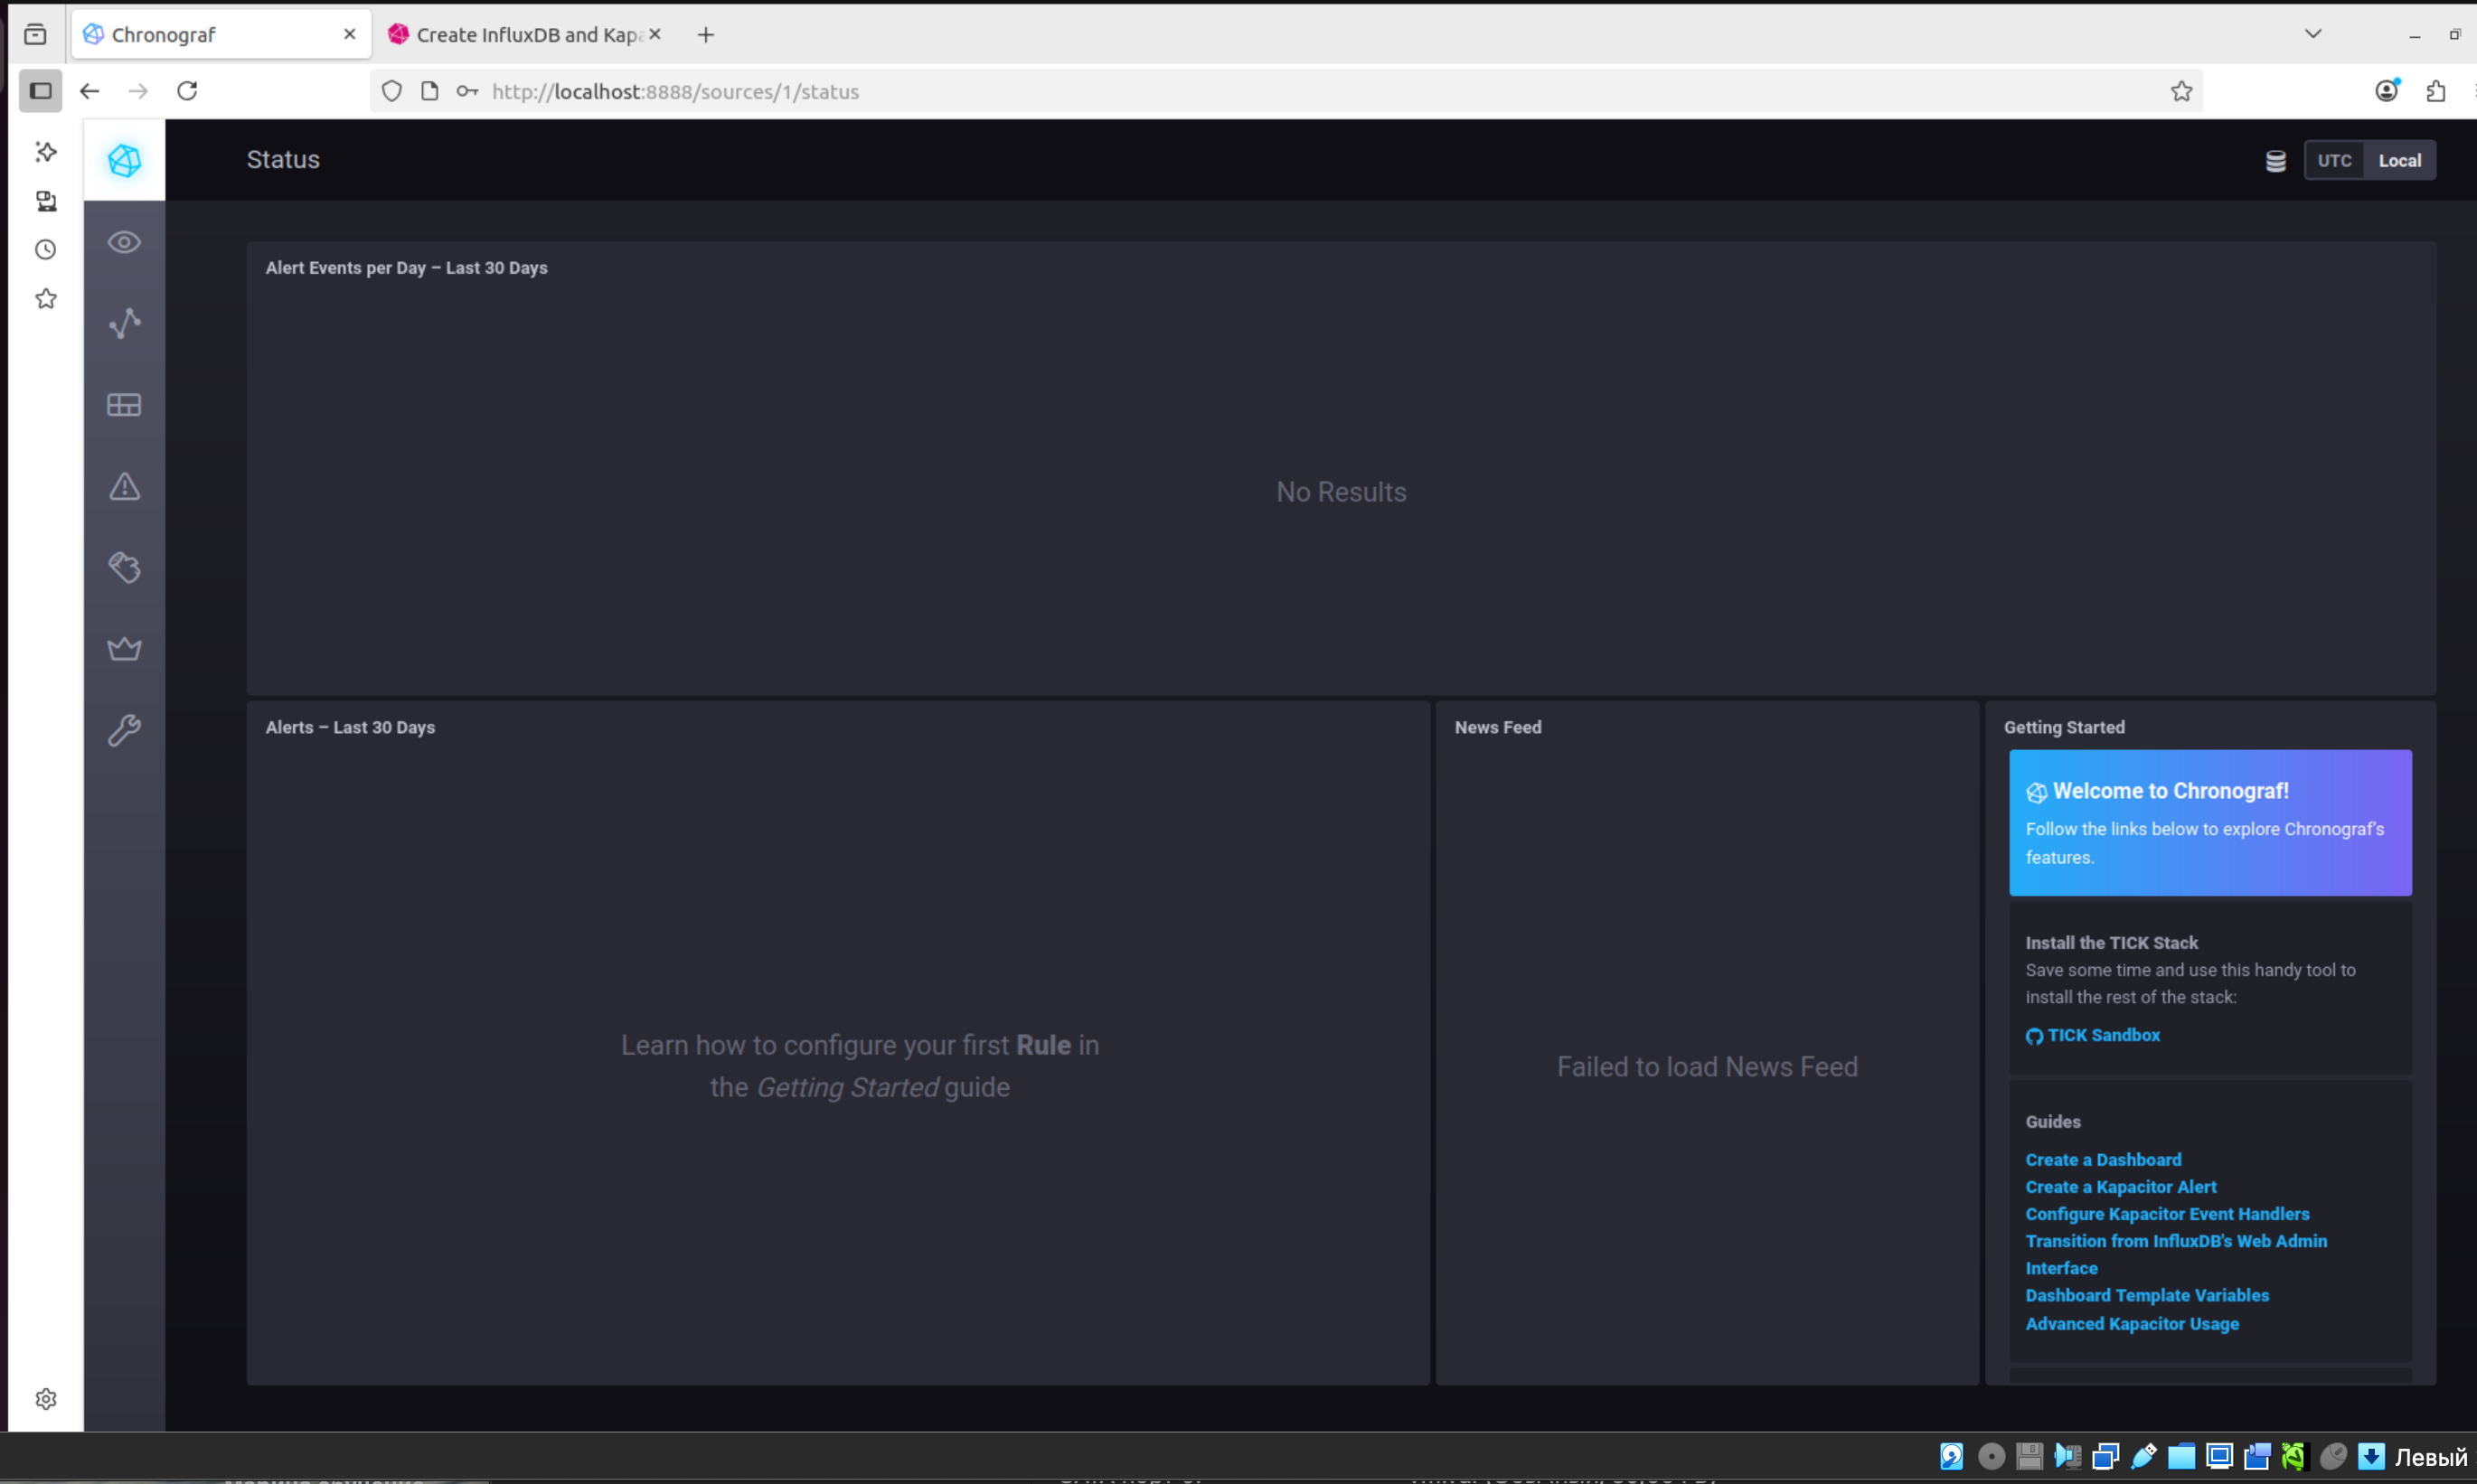 Chronograf
Create InfluxDB and Kapa
http://localhost:8888/sources/1/status
Status
UTC
Local
Alert Events per Day – Last 30 Days
No Results
Alerts – Last 30 Days
Learn how to configure your first Rule in
the Getting Started guide
News Feed
Failed to load News Feed
Getting Started
Welcome to Chronograf!
Follow the links below to explore Chronograf's
features.
Install the TICK Stack
Save some time and use this handy tool to
install the rest of the stack:
TICK Sandbox
Guides
Create a Dashboard
Create a Kapacitor Alert
Configure Kapacitor Event Handlers
Transition from InfluxDB's Web Admin
Interface
Dashboard Template Variables
Advanced Kapacitor Usage
Левый